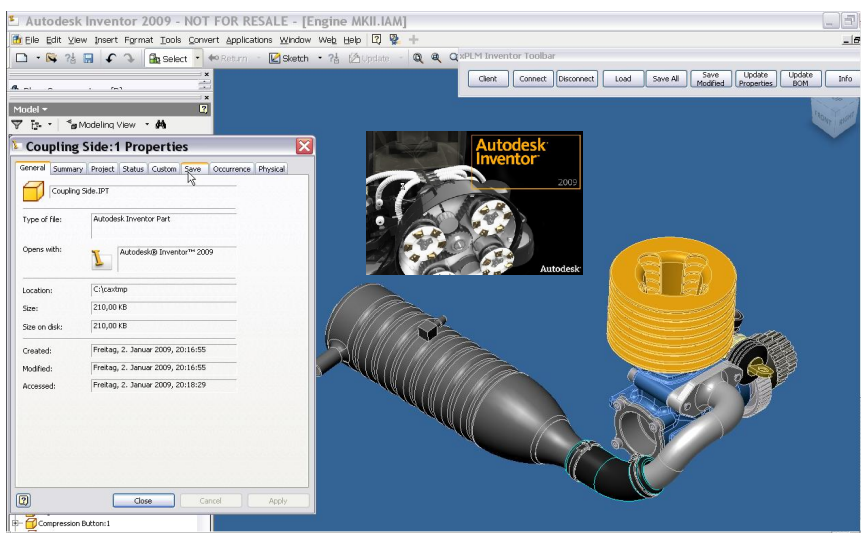 Autodesk Inventor 2009 - NOT FOR RESALE - [Engine MKII.IAM]
File Edit View Insert Format Tools Convert Applications Window Web Help
Select Return Sketch Update
xPLM Inventor Toolbar
Client Connect Disconnect Load Save All Save Modified Update Properties Update BOM Info
Model
Modeling View
Coupling Side:1 Properties
General Summary Project Status Custom Save Occurrence Physical
Coupling Side.IPT
Type of file: Autodesk Inventor Part
Opens with: Autodesk® Inventor™ 2009
Location: C:\caxtmp
Size: 210,00 KB
Size on disk: 210,00 KB
Created: Freitag, 2. Januar 2009, 20:16:55
Modified: Freitag, 2. Januar 2009, 20:16:55
Accessed: Freitag, 2. Januar 2009, 20:18:29
Close Cancel Apply
Compression Button:1
Autodesk
Inventor
2009
Autodesk
FRONT RIGHT